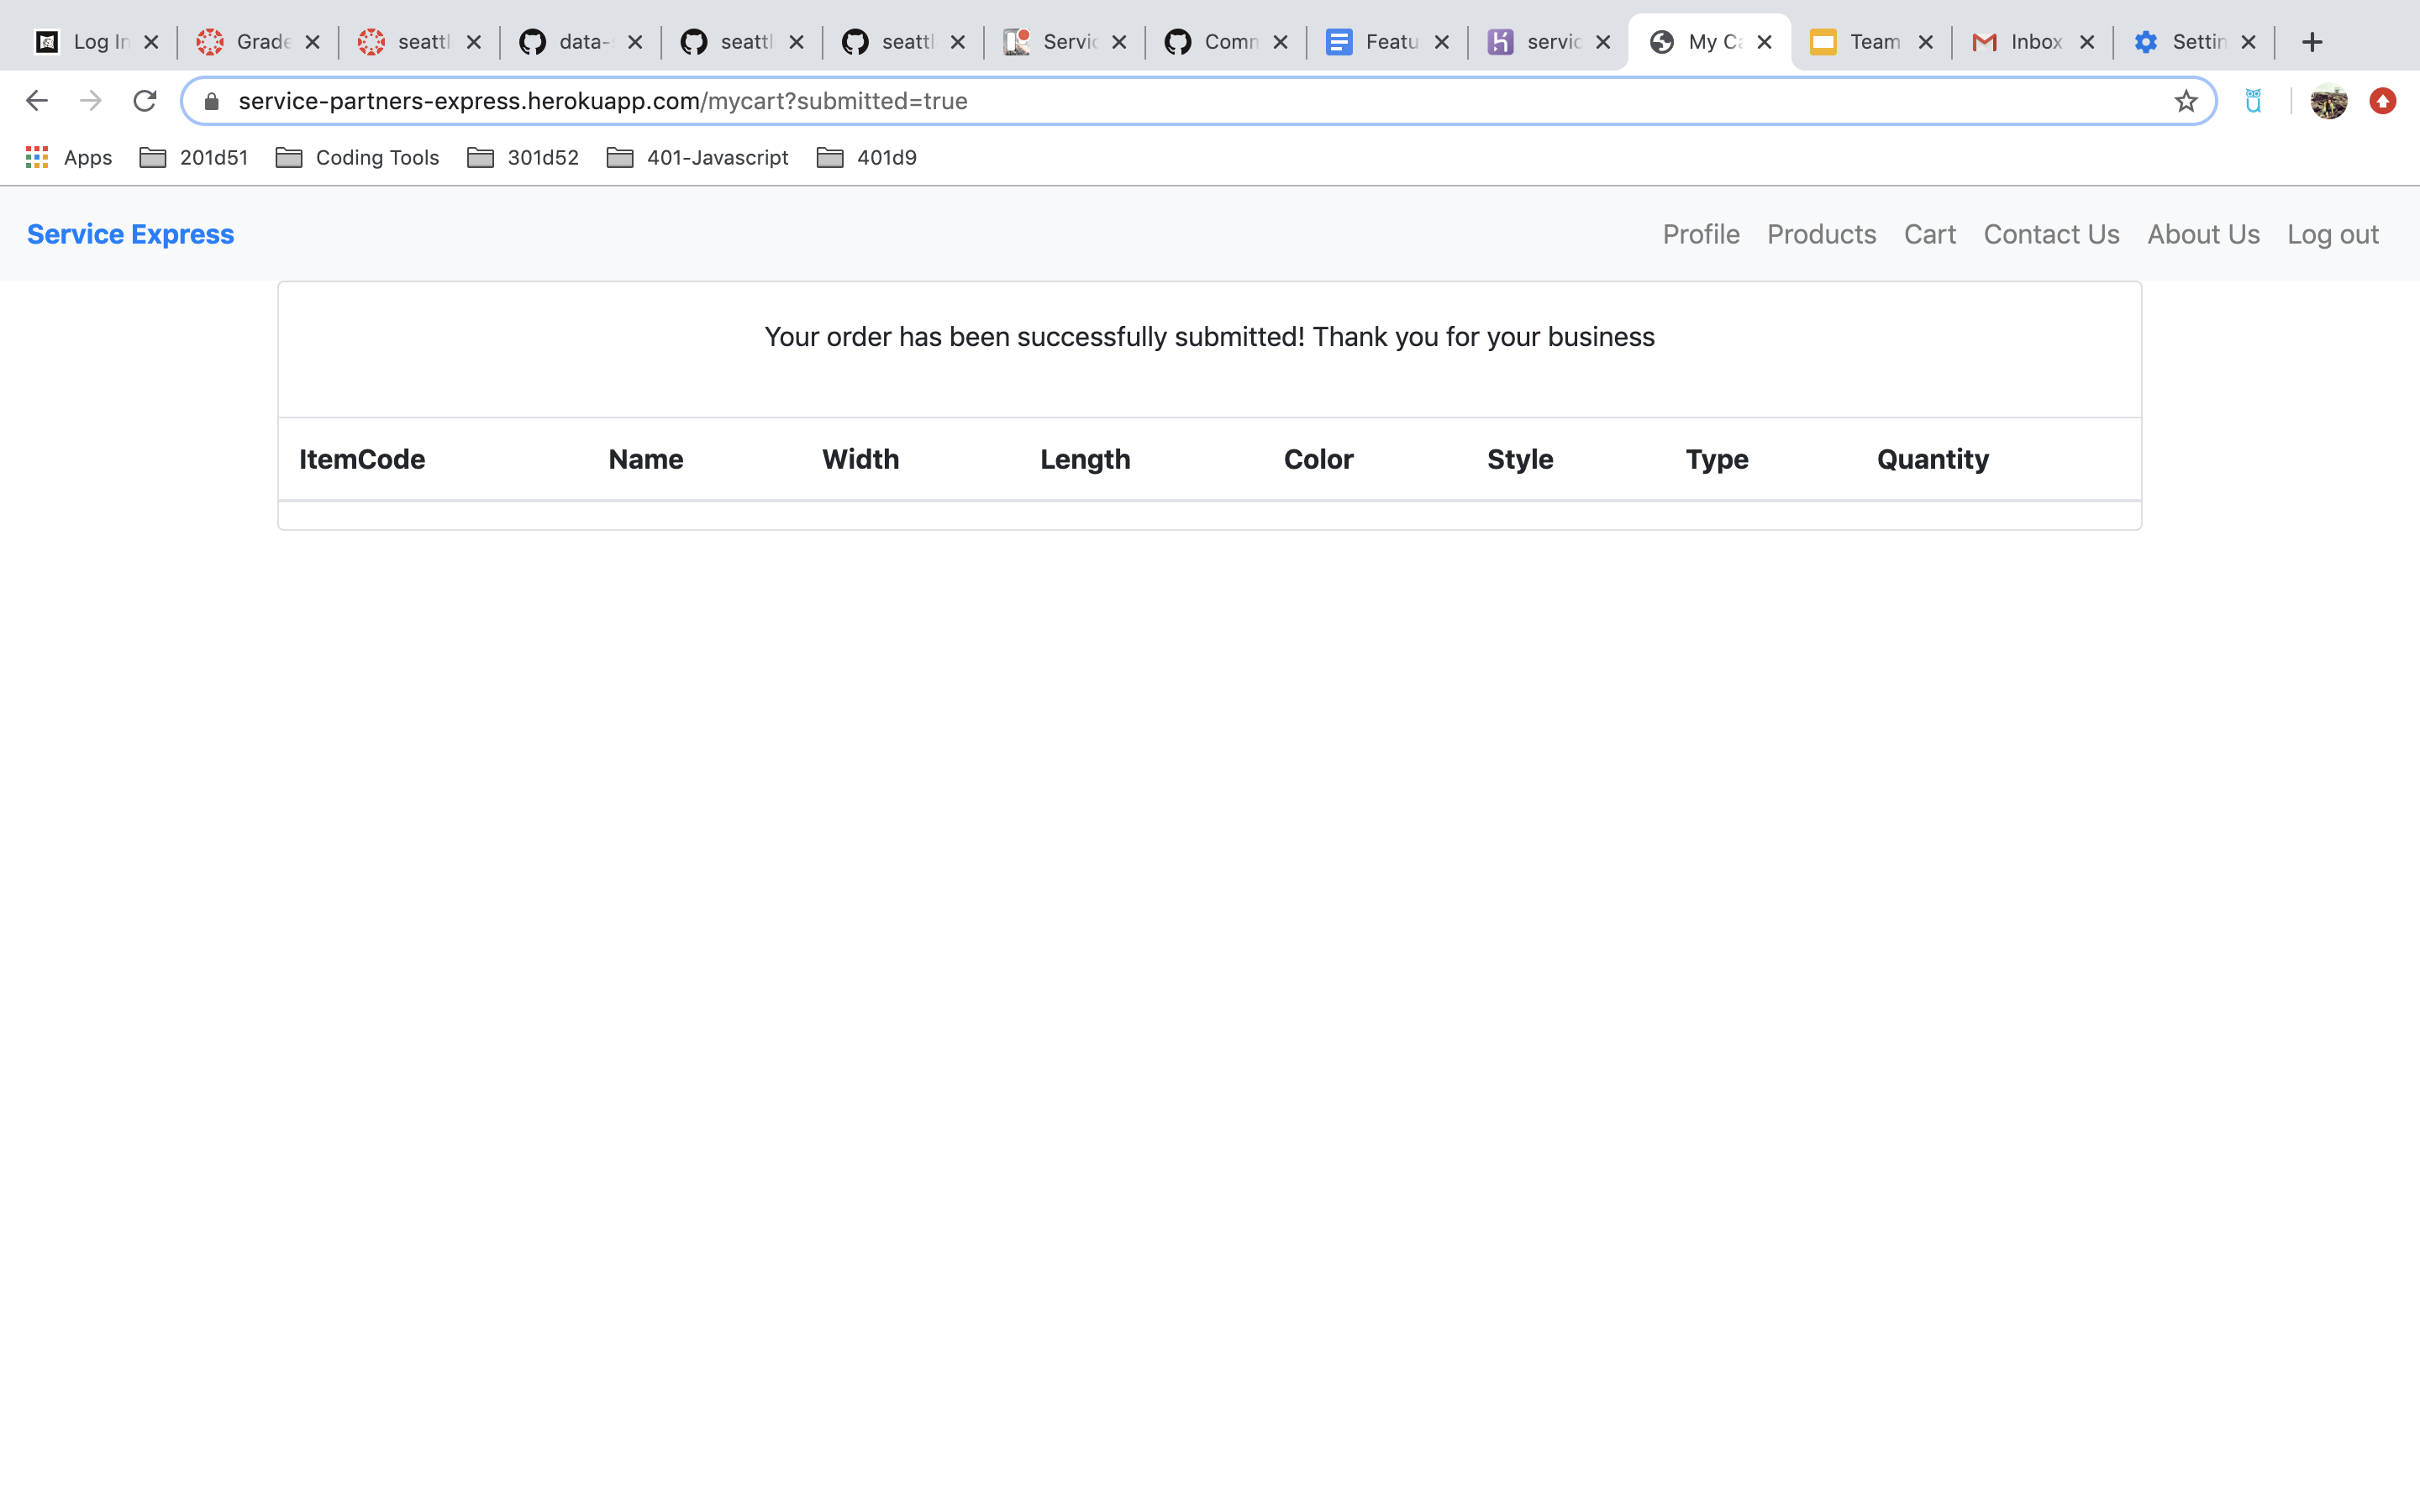 Log In Grade seattl data- seattl seattl Servic Comm Featu servic My Ca Team Inbox Settin
service-partners-express.herokuapp.com/mycart?submitted=true
Apps 201d51 Coding Tools 301d52 401-Javascript 401d9
Service Express Profile Products Cart Contact Us About Us Log out
Your order has been successfully submitted! Thank you for your business
ItemCode Name Width Length Color Style Type Quantity